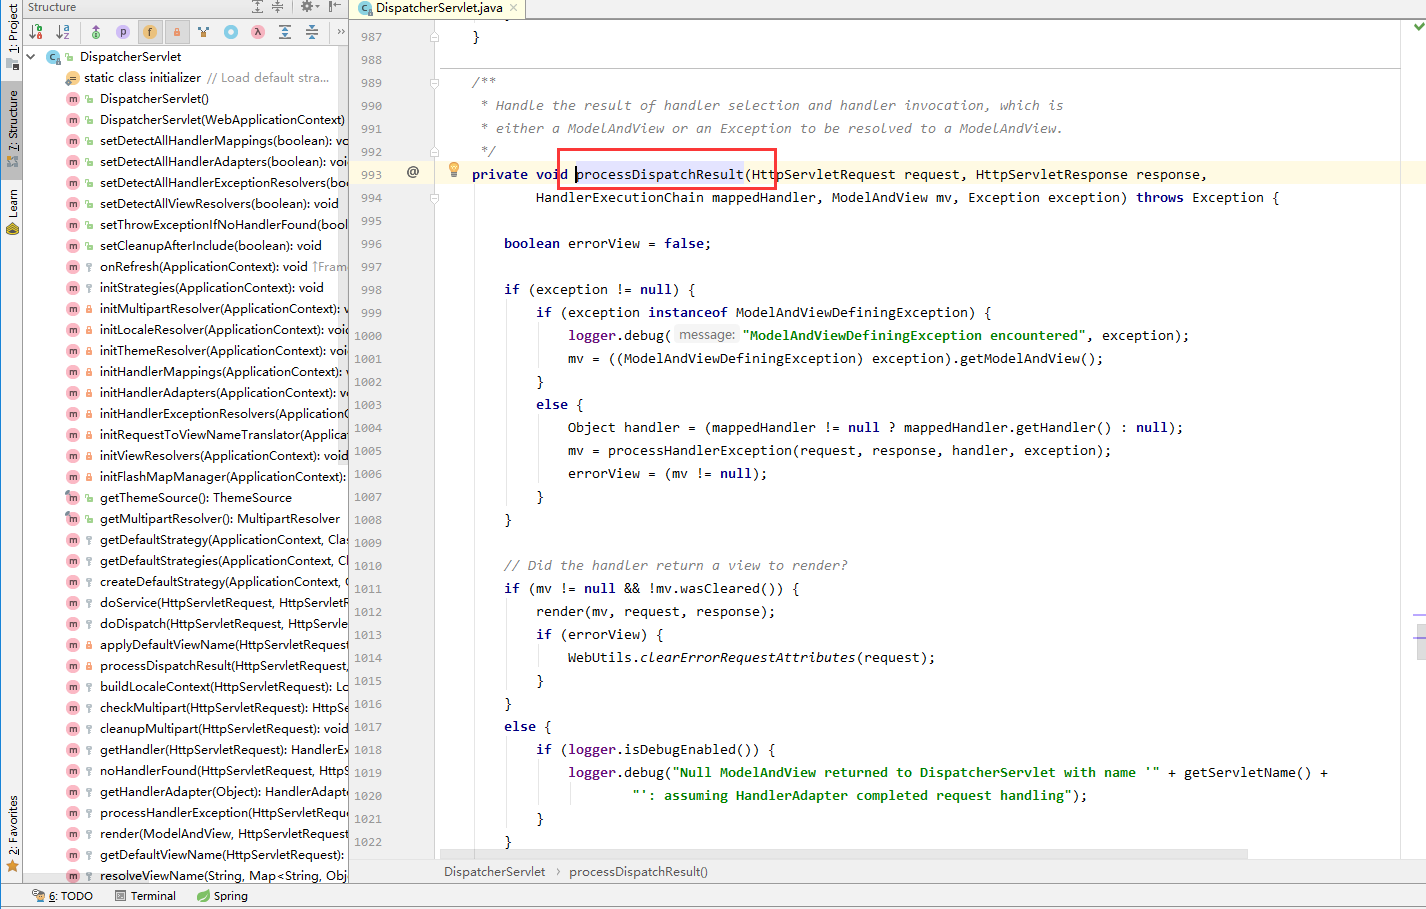 Structure
DispatcherServlet.java
1: Project
7: Structure
Learn
2: Favorites
DispatcherServlet
static class initializer // Load default stra...
DispatcherServlet()
DispatcherServlet(WebApplicationContext)
setDetectAllHandlerMappings(boolean): vo
setDetectAllHandlerAdapters(boolean): voi
setDetectAllHandlerExceptionResolvers(boo
setDetectAllViewResolvers(boolean): void
setThrowExceptionIfNoHandlerFound(bool
setCleanupAfterInclude(boolean): void
onRefresh(ApplicationContext): void ↑Fram
initStrategies(ApplicationContext): void
initMultipartResolver(ApplicationContext): v
initLocaleResolver(ApplicationContext): void
initThemeResolver(ApplicationContext): voi
initHandlerMappings(ApplicationContext):
initHandlerAdapters(ApplicationContext): v
initHandlerExceptionResolvers(ApplicationC
initRequestToViewNameTranslator(Applicat
initViewResolvers(ApplicationContext): void
initFlashMapManager(ApplicationContext):
getThemeSource(): ThemeSource
getMultipartResolver(): MultipartResolver
getDefaultStrategy(ApplicationContext, Clas
getDefaultStrategies(ApplicationContext, Cl
createDefaultStrategy(ApplicationContext, C
doService(HttpServletRequest, HttpServletR
doDispatch(HttpServletRequest, HttpServle
applyDefaultViewName(HttpServletRequest
processDispatchResult(HttpServletRequest,
buildLocaleContext(HttpServletRequest): Lo
checkMultipart(HttpServletRequest): HttpS
cleanupMultipart(HttpServletRequest): void
getHandler(HttpServletRequest): HandlerEx
noHandlerFound(HttpServletRequest, HttpS
getHandlerAdapter(Object): HandlerAdapte
processHandlerException(HttpServletReque
render(ModelAndView, HttpServletRequest
getDefaultViewName(HttpServletRequest):
resolveViewName(String, Map<String, Obj
987 }
988
989 /**
990 * Handle the result of handler selection and handler invocation, which is
991 * either a ModelAndView or an Exception to be resolved to a ModelAndView.
992 */
993 @ private void processDispatchResult(HttpServletRequest request, HttpServletResponse response,
994 HandlerExecutionChain mappedHandler, ModelAndView mv, Exception exception) throws Exception {
995
996 boolean errorView = false;
997
998 if (exception != null) {
999 if (exception instanceof ModelAndViewDefiningException) {
1000 logger.debug( message: "ModelAndViewDefiningException encountered", exception);
1001 mv = ((ModelAndViewDefiningException) exception).getModelAndView();
1002 }
1003 else {
1004 Object handler = (mappedHandler != null ? mappedHandler.getHandler() : null);
1005 mv = processHandlerException(request, response, handler, exception);
1006 errorView = (mv != null);
1007 }
1008 }
1009
1010 // Did the handler return a view to render?
1011 if (mv != null && !mv.wasCleared()) {
1012 render(mv, request, response);
1013 if (errorView) {
1014 WebUtils.clearErrorRequestAttributes(request);
1015 }
1016 }
1017 else {
1018 if (logger.isDebugEnabled()) {
1019 logger.debug("Null ModelAndView returned to DispatcherServlet with name '" + getServletName() +
1020 "': assuming HandlerAdapter completed request handling");
1021 }
1022 }
DispatcherServlet › processDispatchResult()
6: TODO Terminal Spring